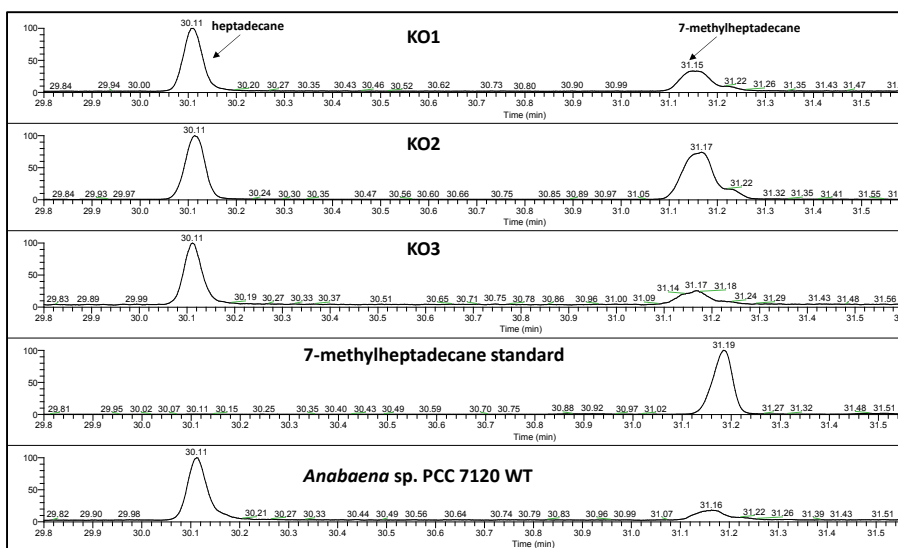 heptadecane
KO1
7-methylheptadecane
100
50
0
30.11
31.15
29.84 29.94 30.00 30.20 30.27 30.35 30.43 30.46 30.52 30.62 30.73 30.80 30.90 30.99 31.22 31.26 31.35 31.43 31.47 31.
29.8 29.9 30.0 30.1 30.2 30.3 30.4 30.5 30.6 30.7 30.8 30.9 31.0 31.1 31.2 31.3 31.4 31.5
Time (min)
KO2
100
50
0
30.11
31.17
29.84 29.93 29.97 30.24 30.30 30.35 30.47 30.56 30.60 30.66 30.75 30.85 30.89 30.97 31.05 31.22 31.32 31.35 31.41 31.55 31.
29.8 29.9 30.0 30.1 30.2 30.3 30.4 30.5 30.6 30.7 30.8 30.9 31.0 31.1 31.2 31.3 31.4 31.5
Time (min)
KO3
100
50
0
30.11
29.83 29.89 29.99 30.19 30.27 30.33 30.37 30.51 30.65 30.71 30.75 30.78 30.86 30.96 31.00 31.09 31.14 31.17 31.18 31.24 31.29 31.43 31.48 31.56
29.8 29.9 30.0 30.1 30.2 30.3 30.4 30.5 30.6 30.7 30.8 30.9 31.0 31.1 31.2 31.3 31.4 31.5
Time (min)
7-methylheptadecane standard
100
50
0
31.19
29.81 29.95 30.02 30.07 30.11 30.15 30.25 30.35 30.40 30.43 30.49 30.59 30.70 30.75 30.88 30.92 30.97 31.02 31.27 31.32 31.48 31.51
29.8 29.9 30.0 30.1 30.2 30.3 30.4 30.5 30.6 30.7 30.8 30.9 31.0 31.1 31.2 31.3 31.4 31.5
Time (min)
Anabaena sp. PCC 7120 WT
100
50
0
30.11
31.16
29.82 29.90 29.98 30.21 30.27 30.33 30.44 30.49 30.56 30.64 30.74 30.79 30.83 30.96 30.99 31.07 31.22 31.26 31.39 31.43 31.51
29.8 29.9 30.0 30.1 30.2 30.3 30.4 30.5 30.6 30.7 30.8 30.9 31.0 31.1 31.2 31.3 31.4 31.5
Time (min)